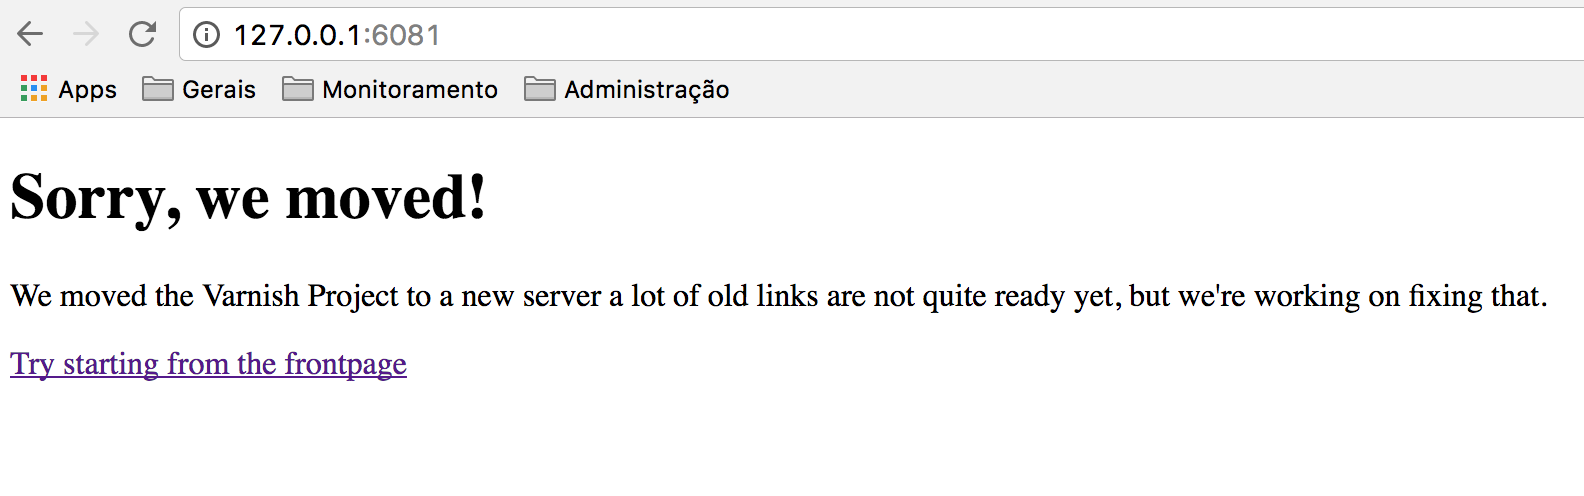 127.0.0.1:6081
Apps Gerais Monitoramento Administração
Sorry, we moved!
We moved the Varnish Project to a new server a lot of old links are not quite ready yet, but we're working on fixing that.
Try starting from the frontpage